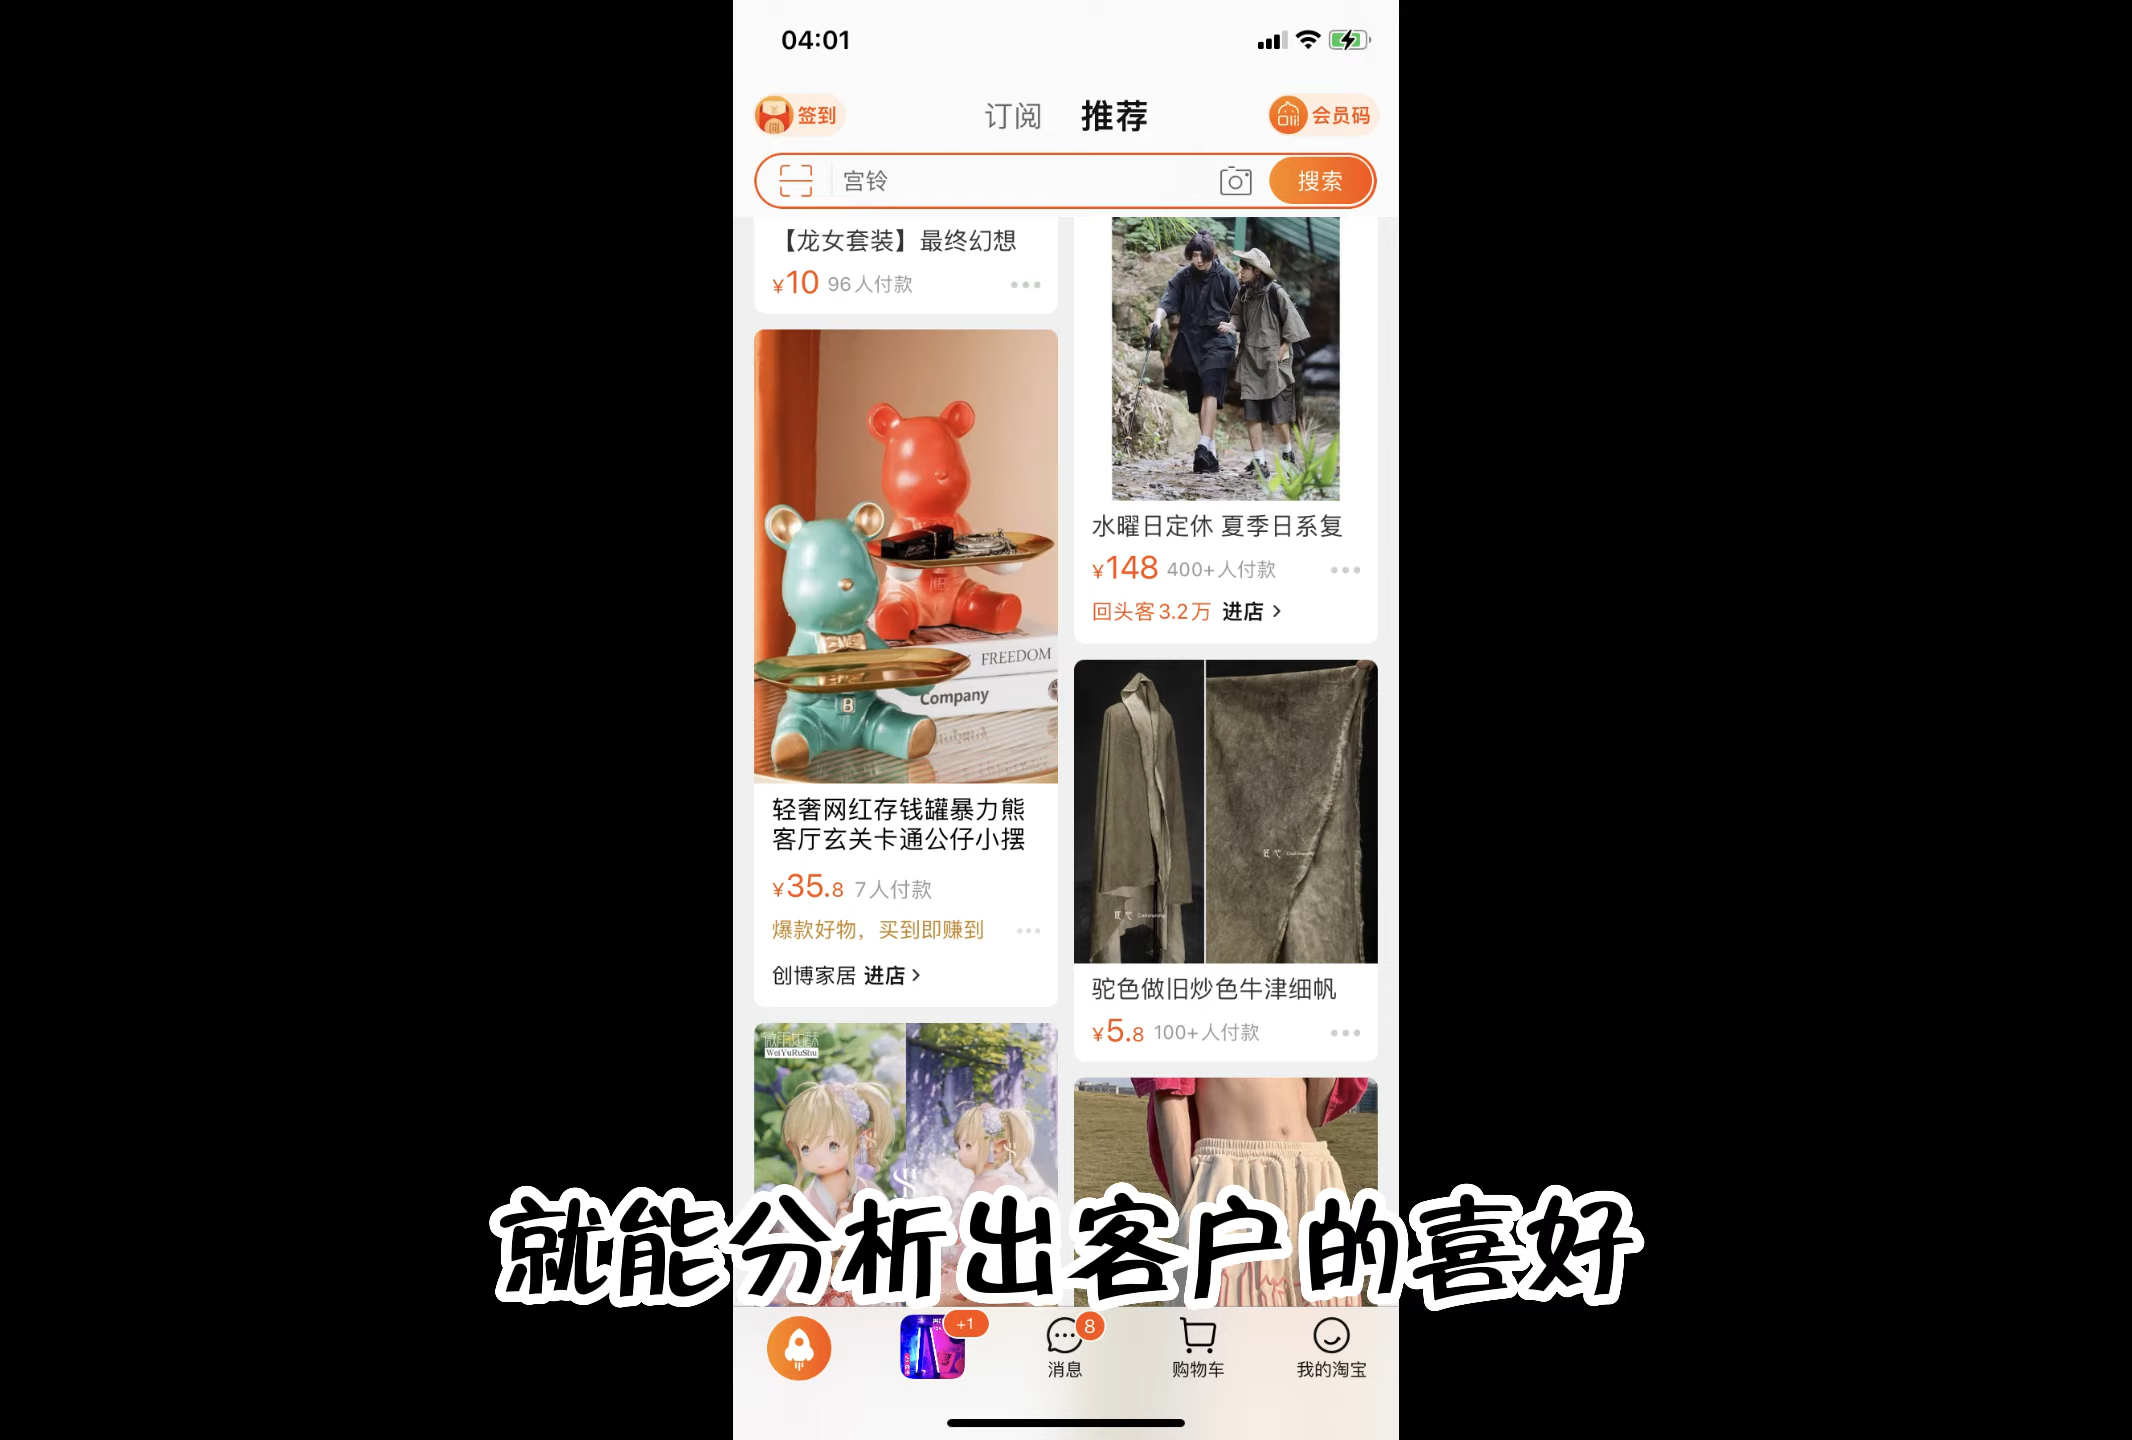 04:01
签到
订阅
推荐
会员码
宫铃
搜索
【龙女套装】最终幻想
¥10 96人付款
水曜日定休 夏季日系复
¥148 400+人付款
回头客3.2万 进店 >
FREEDOM
Company
B
轻奢网红存钱罐暴力熊
客厅玄关卡通公仔小摆
¥35.8 7人付款
爆款好物，买到即赚到
创博家居 进店 >
驼色做旧炒色牛津细帆
¥5.8 100+人付款
微雨如酥
WeiYuRuShu
就能分析出客户的喜好
+1
8
消息
购物车
我的淘宝